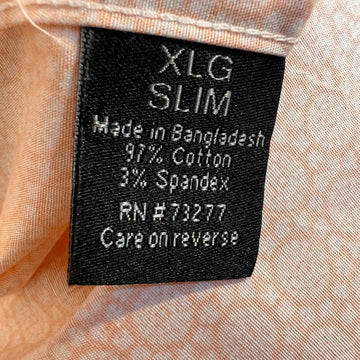 XLG
SLIM
Made in Bangladesh
97% Cotton
3% Spandex
RN # 73277
Care on reverse